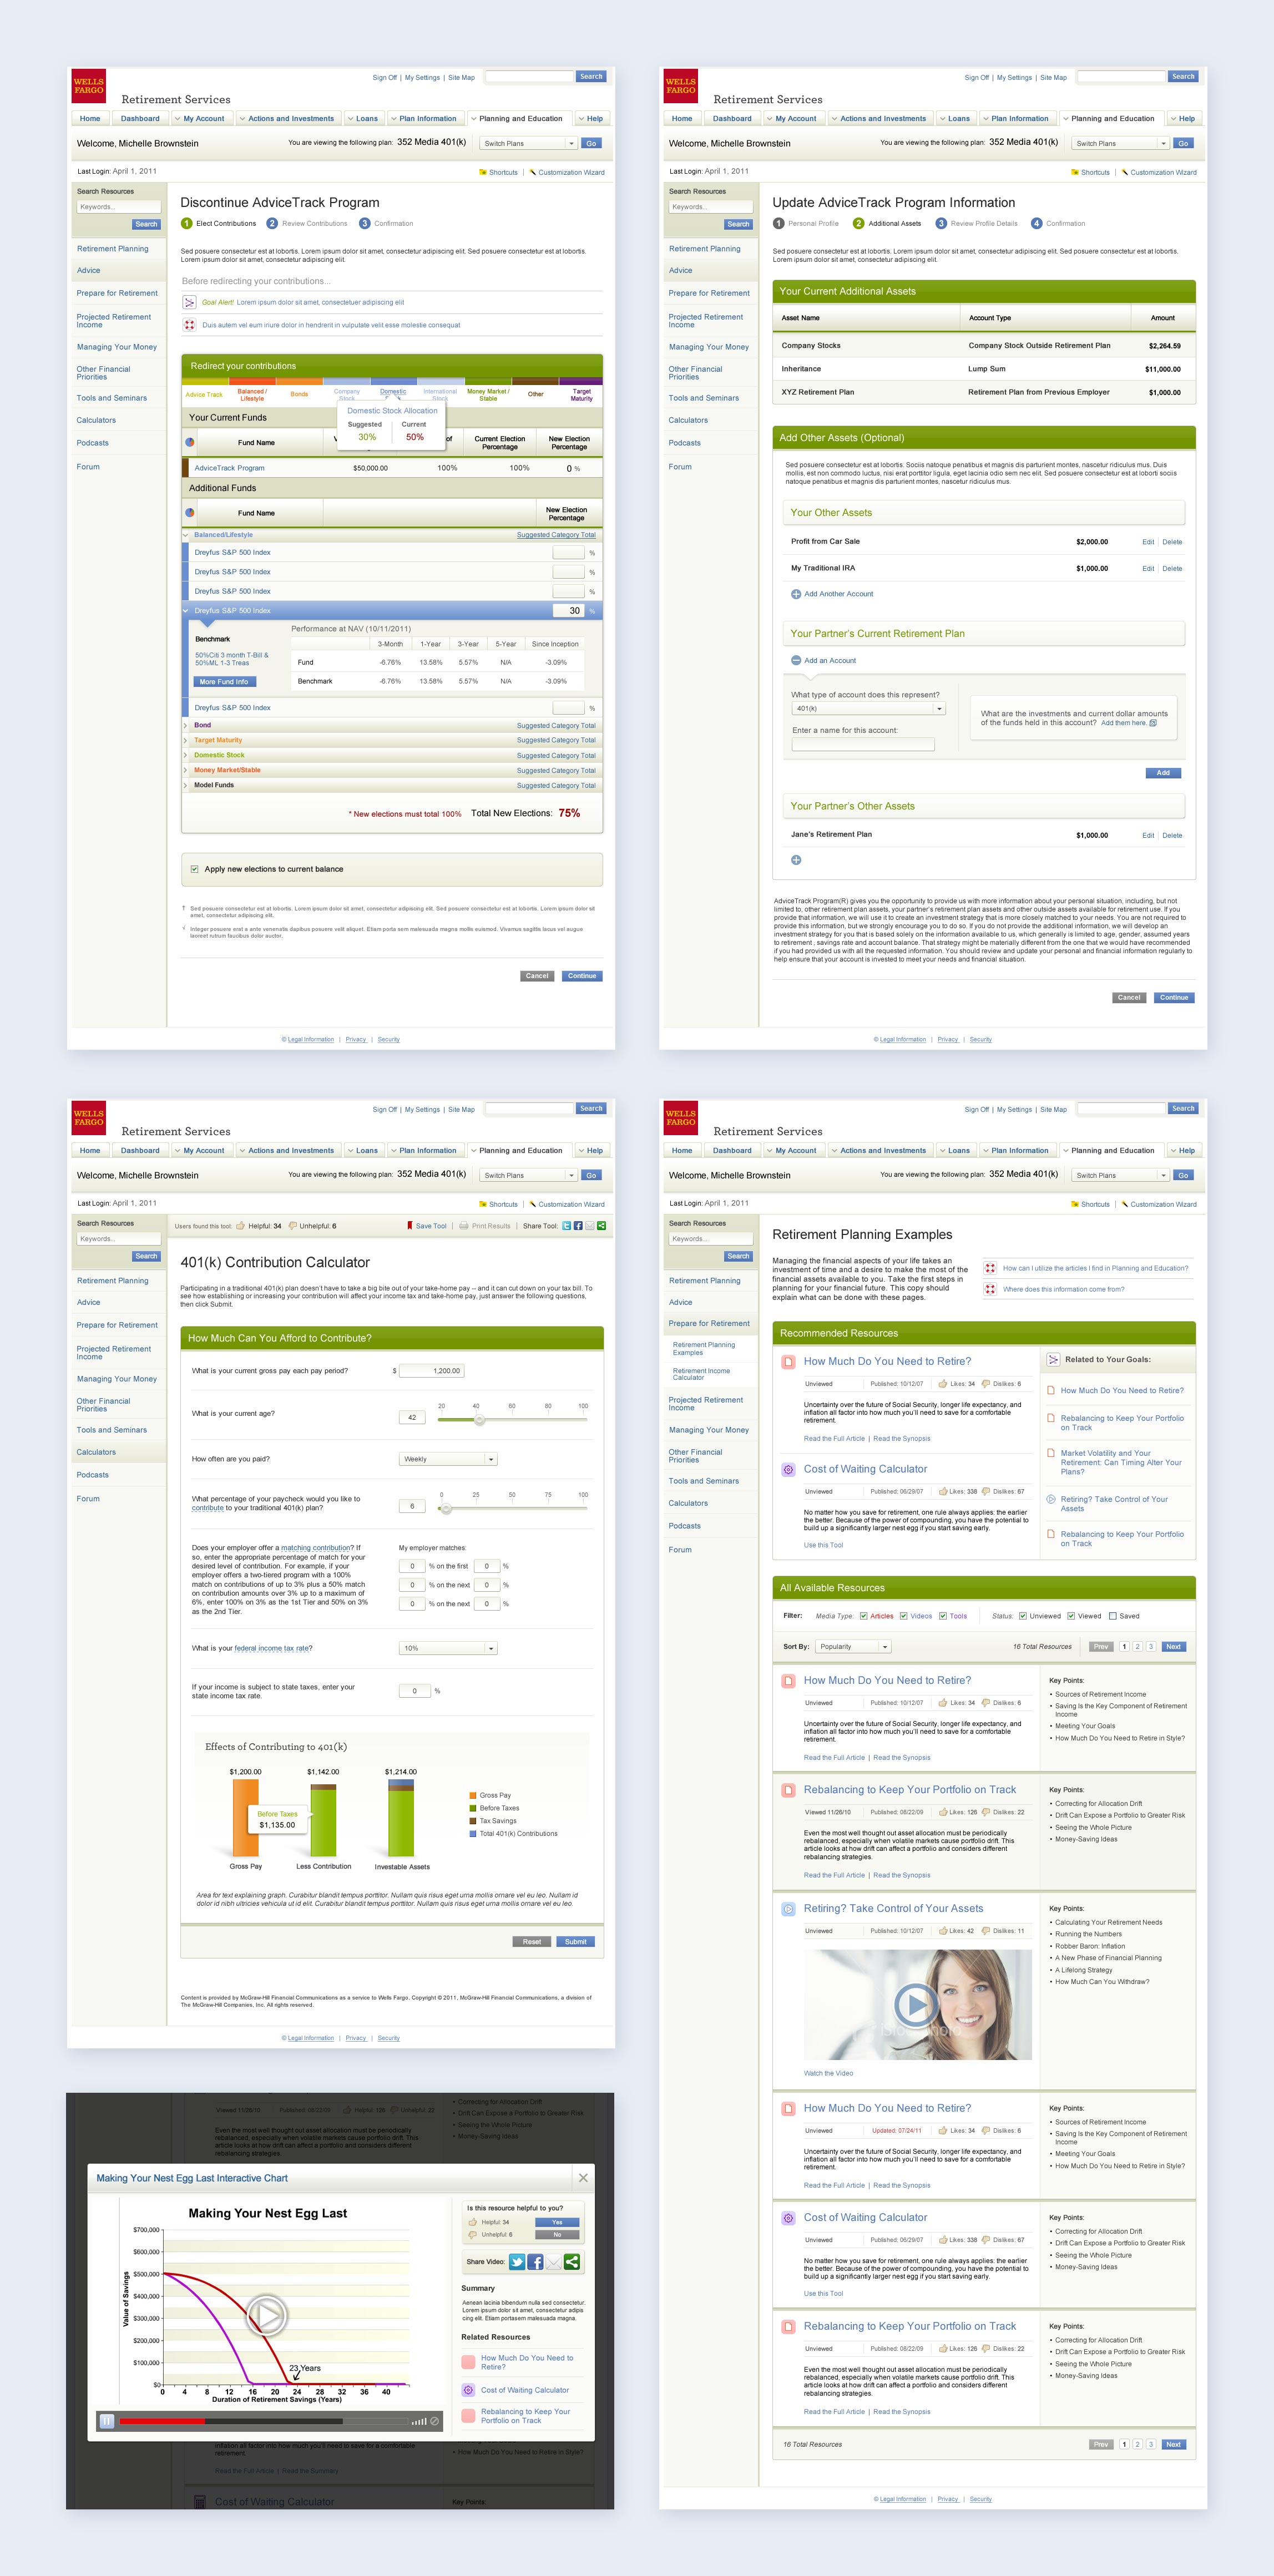 WELLS
FARGO
Sign Off | My Settings | Site Map
Search
Retirement Services
Home
Dashboard
My Account
Actions and Investments
Loans
Plan Information
Planning and Education
Help
Welcome, Michelle Brownstein
You are viewing the following plan: 352 Media 401(k)
Switch Plans
Go
Last Login: April 1, 2011
Shortcuts | Customization Wizard
Search Resources
Keywords...
Search
Retirement Planning
Advice
Prepare for Retirement
Projected Retirement
Income
Managing Your Money
Other Financial
Priorities
Tools and Seminars
Calculators
Podcasts
Forum
Discontinue AdviceTrack Program
1 Elect Contributions 2 Review Contributions 3 Confirmation
Sed posuere consectetur est at lobortis. Lorem ipsum dolor sit amet, consectetur adipiscing elit. Sed posuere consectetur est at lobortis.
Lorem ipsum dolor sit amet, consectetur adipiscing elit.
Before redirecting your contributions...
Goal Alert! Lorem ipsum dolor sit amet, consectetuer adipiscing elit
Duis autem vel eum iriure dolor in hendrerit in vulputate velit esse molestie consequat
Redirect your contributions
Advice Track
Balanced /
Lifestyle
Bonds
Company
Stock
Domestic
International
Stock
Money Market /
Stable
Other
Target
Maturity
Domestic Stock Allocation
Suggested Current
30% 50%
Your Current Funds
Fund Name
of
Current Election
Percentage
New Election
Percentage
AdviceTrack Program $50,000.00 100% 100% 0 %
Additional Funds
Fund Name
New Election
Percentage
Balanced/Lifestyle Suggested Category Total
Dreyfus S&P 500 Index %
Dreyfus S&P 500 Index %
Dreyfus S&P 500 Index %
Dreyfus S&P 500 Index 30 %
Benchmark
50%Citi 3 month T-Bill &
50%ML 1-3 Treas
More Fund Info
Performance at NAV (10/11/2011)
3-Month 1-Year 3-Year 5-Year Since Inception
Fund -6.76% 13.58% 5.57% N/A -3.09%
Benchmark -6.76% 13.58% 5.57% N/A -3.09%
Dreyfus S&P 500 Index %
Bond Suggested Category Total
Target Maturity Suggested Category Total
Domestic Stock Suggested Category Total
Money Market/Stable Suggested Category Total
Model Funds Suggested Category Total
* New elections must total 100% Total New Elections: 75%
Apply new elections to current balance
† Sed posuere consectetur est at lobortis. Lorem ipsum dolor sit amet, consectetur adipiscing elit. Sed posuere consectetur est at lobortis. Lorem ipsum dolor sit
amet, consectetur adipiscing elit.
Integer posuere erat a ante venenatis dapibus posuere velit aliquet. Etiam porta sem malesuada magna mollis euismod. Vivamus sagittis lacus vel augue
laoreet rutrum faucibus dolor auctor.
Cancel Continue
© Legal Information | Privacy | Security
WELLS
FARGO
Sign Off | My Settings | Site Map
Search
Retirement Services
Home
Dashboard
My Account
Actions and Investments
Loans
Plan Information
Planning and Education
Help
Welcome, Michelle Brownstein
You are viewing the following plan: 352 Media 401(k)
Switch Plans
Go
Last Login: April 1, 2011
Shortcuts | Customization Wizard
Search Resources
Keywords...
Search
Retirement Planning
Advice
Prepare for Retirement
Projected Retirement
Income
Managing Your Money
Other Financial
Priorities
Tools and Seminars
Calculators
Podcasts
Forum
Update AdviceTrack Program Information
1 Personal Profile 2 Additional Assets 3 Review Profile Details 4 Confirmation
Sed posuere consectetur est at lobortis. Lorem ipsum dolor sit amet, consectetur adipiscing elit. Sed posuere consectetur est at lobortis.
Lorem ipsum dolor sit amet, consectetur adipiscing elit.
Your Current Additional Assets
Asset Name Account Type Amount
Company Stocks Company Stock Outside Retirement Plan $2,264.59
Inheritance Lump Sum $11,000.00
XYZ Retirement Plan Retirement Plan from Previous Employer $1,000.00
Add Other Assets (Optional)
Sed posuere consectetur est at lobortis. Sociis natoque penatibus et magnis dis parturient montes, nascetur ridiculus mus. Duis
mollis, est non commodo luctus, nisi erat porttitor ligula, eget lacinia odio sem nec elit. Sed posuere consectetur est at loborti sociis
natoque penatibus et magnis dis parturient montes, nascetur ridiculus mus.
Your Other Assets
Profit from Car Sale $2,000.00 Edit | Delete
My Traditional IRA $1,000.00 Edit | Delete
Add Another Account
Your Partner's Current Retirement Plan
Add an Account
What type of account does this represent?
401(k)
Enter a name for this account:
What are the investments and current dollar amounts
of the funds held in this account? Add them here.
Add
Your Partner's Other Assets
Jane's Retirement Plan $1,000.00 Edit | Delete
AdviceTrack Program(R) gives you the opportunity to provide us with more information about your personal situation, including, but not
limited to, other retirement plan assets, your partner's retirement plan assets and other outside assets available for retirement use. If you
provide that information, we will use it to create an investment strategy that is more closely matched to your needs. You are not required to
provide this information, but we strongly encourage you to do so. If you do not provide the additional information, we will develop an
investment strategy for you that is based solely on the information available to us, which generally is limited to age, gender, assumed years
to retirement , savings rate and account balance. That strategy might be materially different from the one that we would have recommended
if you had provided us with all the requested information. You should review and update your personal and financial information regularly to
help ensure that your account is invested to meet your needs and financial situation.
Cancel Continue
© Legal Information | Privacy | Security
WELLS
FARGO
Sign Off | My Settings | Site Map
Search
Retirement Services
Home
Dashboard
My Account
Actions and Investments
Loans
Plan Information
Planning and Education
Help
Welcome, Michelle Brownstein
You are viewing the following plan: 352 Media 401(k)
Switch Plans
Go
Last Login: April 1, 2011
Shortcuts | Customization Wizard
Search Resources
Keywords...
Search
Retirement Planning
Advice
Prepare for Retirement
Projected Retirement
Income
Managing Your Money
Other Financial
Priorities
Tools and Seminars
Calculators
Podcasts
Forum
Users found this tool: Helpful: 34 Unhelpful: 6
Save Tool | Print Results | Share Tool:
401(k) Contribution Calculator
Participating in a traditional 401(k) plan doesn't have to take a big bite out of your take-home pay -- and it can cut down on your tax bill. To
see how establishing or increasing your contribution will affect your income tax and take-home pay, just answer the following questions,
then click Submit.
How Much Can You Afford to Contribute?
What is your current gross pay each pay period? $ 1,200.00
What is your current age? 42
20 40 60 80 100
How often are you paid? Weekly
What percentage of your paycheck would you like to
contribute to your traditional 401(k) plan?
6
0 25 50 75 100
Does your employer offer a matching contribution? If
so, enter the appropriate percentage of match for your
desired level of contribution. For example, if your
employer offers a two-tiered program with a 100%
match on contributions of up to 3% plus a 50% match
on contribution amounts over 3% up to a maximum of
6%, enter 100% on 3% as the 1st Tier and 50% on 3%
as the 2nd Tier.
My employer matches:
0 % on the first 0 %
0 % on the next 0 %
0 % on the next 0 %
What is your federal income tax rate? 10%
If your income is subject to state taxes, enter your
state income tax rate.
0 %
Effects of Contributing to 401(k)
$1,200.00 $1,142.00 $1,214.00
Before Taxes
$1,135.00
Gross Pay
Before Taxes
Tax Savings
Total 401(k) Contributions
Gross Pay Less Contribution Investable Assets
Area for text explaining graph. Curabitur blandit tempus porttitor. Nullam quis risus eget urna mollis ornare vel eu leo. Nullam id
dolor id nibh ultricies vehicula ut id elit. Curabitur blandit tempus porttitor. Nullam quis risus eget urna mollis ornare vel eu leo.
Reset Submit
Content is provided by McGraw-Hill Financial Communications as a service to Wells Fargo. Copyright © 2011, McGraw-Hill Financial Communications, a division of
The McGraw-Hill Companies, Inc. All rights reserved.
© Legal Information | Privacy | Security
WELLS
FARGO
Sign Off | My Settings | Site Map
Search
Retirement Services
Home
Dashboard
My Account
Actions and Investments
Loans
Plan Information
Planning and Education
Help
Welcome, Michelle Brownstein
You are viewing the following plan: 352 Media 401(k)
Switch Plans
Go
Last Login: April 1, 2011
Shortcuts | Customization Wizard
Search Resources
Keywords...
Search
Retirement Planning
Advice
Prepare for Retirement
Retirement Planning
Examples
Retirement Income
Calculator
Projected Retirement
Income
Managing Your Money
Other Financial
Priorities
Tools and Seminars
Calculators
Podcasts
Forum
Retirement Planning Examples
Managing the financial aspects of your life takes an
investment of time and a desire to make the most of the
financial assets available to you. Take the first steps in
planning for your financial future. This copy should
explain what can be done with these pages.
How can I utilize the articles I find in Planning and Education?
Where does this information come from?
Recommended Resources
How Much Do You Need to Retire?
Unviewed Published: 10/12/07 Likes: 34 Dislikes: 6
Uncertainty over the future of Social Security, longer life expectancy, and
inflation all factor into how much you'll need to save for a comfortable
retirement.
Read the Full Article | Read the Synopsis
Cost of Waiting Calculator
Unviewed Published: 06/29/07 Likes: 338 Dislikes: 67
No matter how you save for retirement, one rule always applies: the earlier
the better. Because of the power of compounding, you have the potential to
build up a significantly larger nest egg if you start saving early.
Use this Tool
Related to Your Goals:
How Much Do You Need to Retire?
Rebalancing to Keep Your Portfolio
on Track
Market Volatility and Your
Retirement: Can Timing Alter Your
Plans?
Retiring? Take Control of Your
Assets
Rebalancing to Keep Your Portfolio
on Track
All Available Resources
Filter: Media Type: Articles Videos Tools Status: Unviewed Viewed Saved
Sort By: Popularity 16 Total Resources Prev 1 2 3 Next
How Much Do You Need to Retire?
Unviewed Published: 10/12/07 Likes: 34 Dislikes: 6
Uncertainty over the future of Social Security, longer life expectancy, and
inflation all factor into how much you'll need to save for a comfortable
retirement.
Read the Full Article | Read the Synopsis
Key Points:
• Sources of Retirement Income
• Saving Is the Key Component of Retirement
Income
• Meeting Your Goals
• How Much Do You Need to Retire in Style?
Rebalancing to Keep Your Portfolio on Track
Viewed 11/26/10 Published: 08/22/09 Likes: 126 Dislikes: 22
Even the most well thought out asset allocation must be periodically
rebalanced, especially when volatile markets cause portfolio drift. This
article looks at how drift can affect a portfolio and considers different
rebalancing strategies.
Read the Full Article | Read the Synopsis
Key Points:
• Correcting for Allocation Drift
• Drift Can Expose a Portfolio to Greater Risk
• Seeing the Whole Picture
• Money-Saving Ideas
Retiring? Take Control of Your Assets
Unviewed Published: 10/12/07 Likes: 42 Dislikes: 11
Watch the Video
Key Points:
• Calculating Your Retirement Needs
• Running the Numbers
• Robber Baron: Inflation
• A New Phase of Financial Planning
• A Lifelong Strategy
• How Much Can You Withdraw?
How Much Do You Need to Retire?
Unviewed Updated: 07/24/11 Likes: 34 Dislikes: 6
Uncertainty over the future of Social Security, longer life expectancy, and
inflation all factor into how much you'll need to save for a comfortable
retirement.
Read the Full Article | Read the Synopsis
Key Points:
• Sources of Retirement Income
• Saving Is the Key Component of Retirement
Income
• Meeting Your Goals
• How Much Do You Need to Retire in Style?
Cost of Waiting Calculator
Unviewed Published: 06/29/07 Likes: 338 Dislikes: 67
No matter how you save for retirement, one rule always applies: the earlier
the better. Because of the power of compounding, you have the potential to
build up a significantly larger nest egg if you start saving early.
Use this Tool
Key Points:
• Correcting for Allocation Drift
• Drift Can Expose a Portfolio to Greater Risk
• Seeing the Whole Picture
• Money-Saving Ideas
Rebalancing to Keep Your Portfolio on Track
Unviewed Published: 08/22/09 Likes: 126 Dislikes: 22
Even the most well thought out asset allocation must be periodically
rebalanced, especially when volatile markets cause portfolio drift. This
article looks at how drift can affect a portfolio and considers different
rebalancing strategies.
Read the Full Article | Read the Synopsis
Key Points:
• Correcting for Allocation Drift
• Drift Can Expose a Portfolio to Greater Risk
• Seeing the Whole Picture
• Money-Saving Ideas
16 Total Resources Prev 1 2 3 Next
© Legal Information | Privacy | Security
Viewed 11/26/10 Published: 08/22/09 Helpful: 126 Unhelpful: 22
Even the most well thought out asset allocation must be periodically
rebalanced, especially when volatile markets cause portfolio drift. This
article looks at how drift can affect a portfolio and considers different
rebalancing strategies.
• Correcting for Allocation Drift
• Drift Can Expose a Portfolio to Greater Risk
• Seeing the Whole Picture
• Money-Saving Ideas
Making Your Nest Egg Last Interactive Chart
Making Your Nest Egg Last
Value of Savings
$700,000
$600,000
$500,000
$400,000
$300,000
$200,000
$100,000
$0
23 Years
0 4 8 12 16 20 24 28 32 36 40
Duration of Retirement Savings (Years)
Is this resource helpful to you?
Helpful: 34 Yes
Unhelpful: 6 No
Share Video:
Summary
Aenean lacinia bibendum nulla sed consectetur.
Lorem ipsum dolor sit amet, consectetur adipis
cing elit. Etiam portasem malesuada magna.
Related Resources
How Much Do You Need to
Retire?
Cost of Waiting Calculator
Rebalancing to Keep Your
Portfolio on Track
inflation all factor into how much you'll need to save for a comfortable
retirement.
• How Much Do You Need to Retire in Style?
Read the Full Article | Read the Summary
Cost of Waiting Calculator
Key Points: